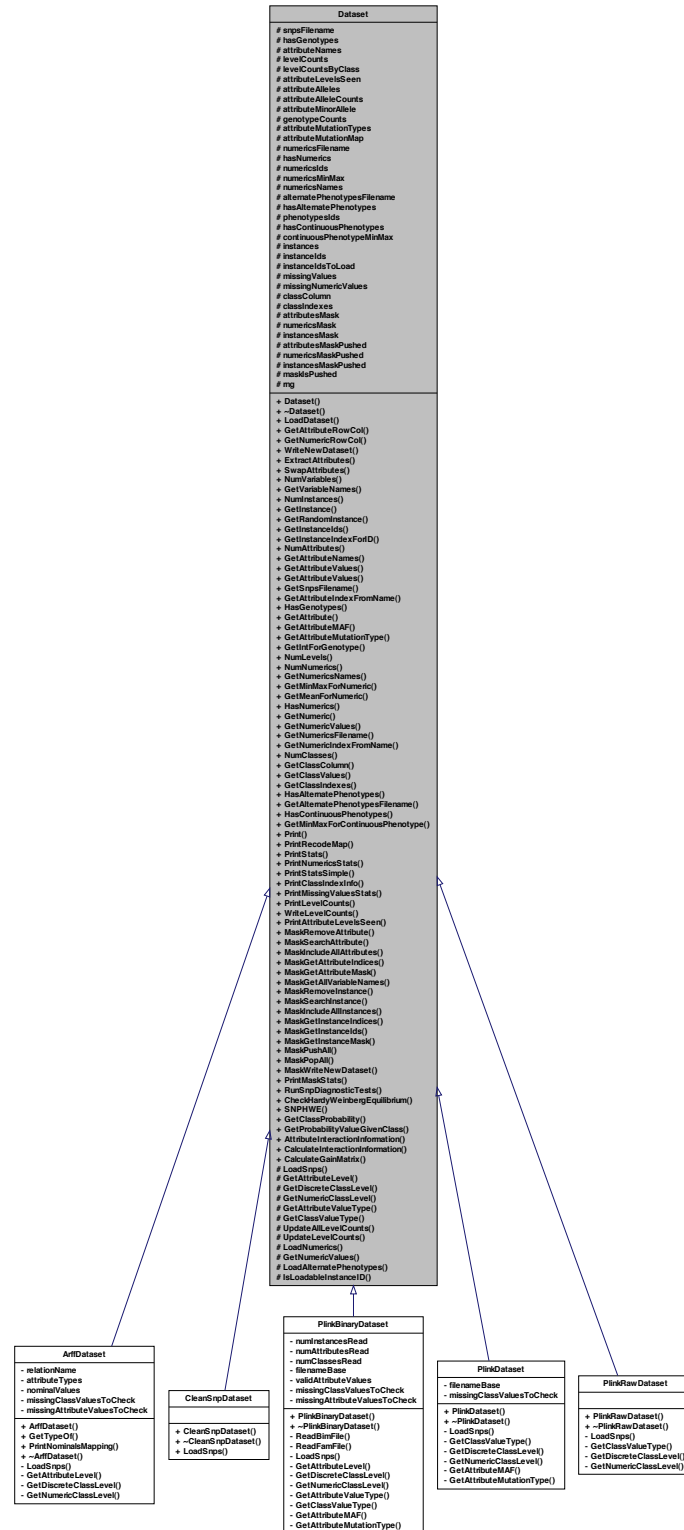 Dataset
# snpsFilename
# hasGenotypes
# attributeNames
# levelCounts
# levelCountsByClass
# attributeLevelsSeen
# attributeAlleles
# attributeAlleleCounts
# attributeMinorAllele
# genotypeCounts
# attributeMutationTypes
# attributeMutationMap
# numericsFilename
# hasNumerics
# numericsIds
# numericsMinMax
# numericsNames
# alternatePhenotypesFilename
# hasAlternatePhenotypes
# phenotypesIds
# hasContinuousPhenotypes
# continuousPhenotypeMinMax
# instances
# instanceIds
# instanceIdsToLoad
# missingValues
# missingNumericValues
# classColumn
# classIndexes
# attributesMask
# numericsMask
# instancesMask
# attributesMaskPushed
# numericsMaskPushed
# instancesMaskPushed
# maskIsPushed
# rng
+ Dataset()
+ ~Dataset()
+ LoadDataset()
+ GetAttributeRowCol()
+ GetNumericRowCol()
+ WriteNewDataset()
+ ExtractAttributes()
+ SwapAttributes()
+ NumVariables()
+ GetVariableNames()
+ NumInstances()
+ GetInstance()
+ GetRandomInstance()
+ GetInstanceIds()
+ GetInstanceIndexForID()
+ NumAttributes()
+ GetAttributeNames()
+ GetAttributeValues()
+ GetAttributeValues()
+ GetSnpsFilename()
+ GetAttributeIndexFromName()
+ HasGenotypes()
+ GetAttribute()
+ GetAttributeMAF()
+ GetAttributeMutationType()
+ GetIntForGenotype()
+ NumLevels()
+ NumNumerics()
+ GetNumericsNames()
+ GetMinMaxForNumeric()
+ GetMeanForNumeric()
+ HasNumerics()
+ GetNumeric()
+ GetNumericValues()
+ GetNumericsFilename()
+ GetNumericIndexFromName()
+ NumClasses()
+ GetClassColumn()
+ GetClassValues()
+ GetClassIndexes()
+ HasAlternatePhenotypes()
+ GetAlternatePhenotypesFilename()
+ HasContinuousPhenotypes()
+ GetMinMaxForContinuousPhenotype()
+ Print()
+ PrintRecodeMap()
+ PrintStats()
+ PrintNumericsStats()
+ PrintStatsSimple()
+ PrintClassIndexInfo()
+ PrintMissingValuesStats()
+ PrintLevelCounts()
+ WriteLevelCounts()
+ PrintAttributeLevelsSeen()
+ MaskRemoveAttribute()
+ MaskSearchAttribute()
+ MaskIncludeAllAttributes()
+ MaskGetAttributeIndices()
+ MaskGetAttributeMask()
+ MaskGetAllVariableNames()
+ MaskRemoveInstance()
+ MaskSearchInstance()
+ MaskIncludeAllInstances()
+ MaskGetInstanceIndices()
+ MaskGetInstanceIds()
+ MaskGetInstanceMask()
+ MaskPushAll()
+ MaskPopAll()
+ MaskWriteNewDataset()
+ PrintMaskStats()
+ RunSnpDiagnosticTests()
+ CheckHardyWeinbergEquilibrium()
+ SNPHWE()
+ GetClassProbability()
+ GetProbabilityValueGivenClass()
+ AttributeInteractionInformation()
+ CalculateInteractionInformation()
+ CalculateGainMatrix()
# LoadSnps()
# GetAttributeLevel()
# GetDiscreteClassLevel()
# GetNumericClassLevel()
# GetAttributeValueType()
# GetClassValueType()
# UpdateAllLevelCounts()
# UpdateLevelCounts()
# LoadNumerics()
# GetNumericValues()
# LoadAlternatePhenotypes()
# IsLoadableInstanceID()
ArffDataset
- relationName
- attributeTypes
- nominalValues
- missingClassValuesToCheck
- missingAttributeValuesToCheck
+ ArffDataset()
+ GetTypeOf()
+ PrintNominalsMapping()
+ ~ArffDataset()
- LoadSnps()
- GetAttributeLevel()
- GetDiscreteClassLevel()
- GetNumericClassLevel()
CleanSnpDataset
+ CleanSnpDataset()
+ ~CleanSnpDataset()
+ LoadSnps()
PlinkBinaryDataset
- numInstancesRead
- numAttributesRead
- numClassesRead
- filenameBase
- validAttributeValues
- missingClassValuesToCheck
- missingAttributeValuesToCheck
+ PlinkBinaryDataset()
+ ~PlinkBinaryDataset()
- ReadBimFile()
- ReadFamFile()
- LoadSnps()
- GetAttributeLevel()
- GetDiscreteClassLevel()
- GetNumericClassLevel()
- GetAttributeValueType()
- GetClassValueType()
- GetAttributeMAF()
- GetAttributeMutationType()
PlinkDataset
- filenameBase
- missingClassValuesToCheck
+ PlinkDataset()
+ ~PlinkDataset()
- LoadSnps()
- GetClassValueType()
- GetDiscreteClassLevel()
- GetNumericClassLevel()
- GetAttributeMAF()
- GetAttributeMutationType()
PlinkRawDataset
+ PlinkRawDataset()
+ ~PlinkRawDataset()
- LoadSnps()
- GetClassValueType()
- GetDiscreteClassLevel()
- GetNumericClassLevel()